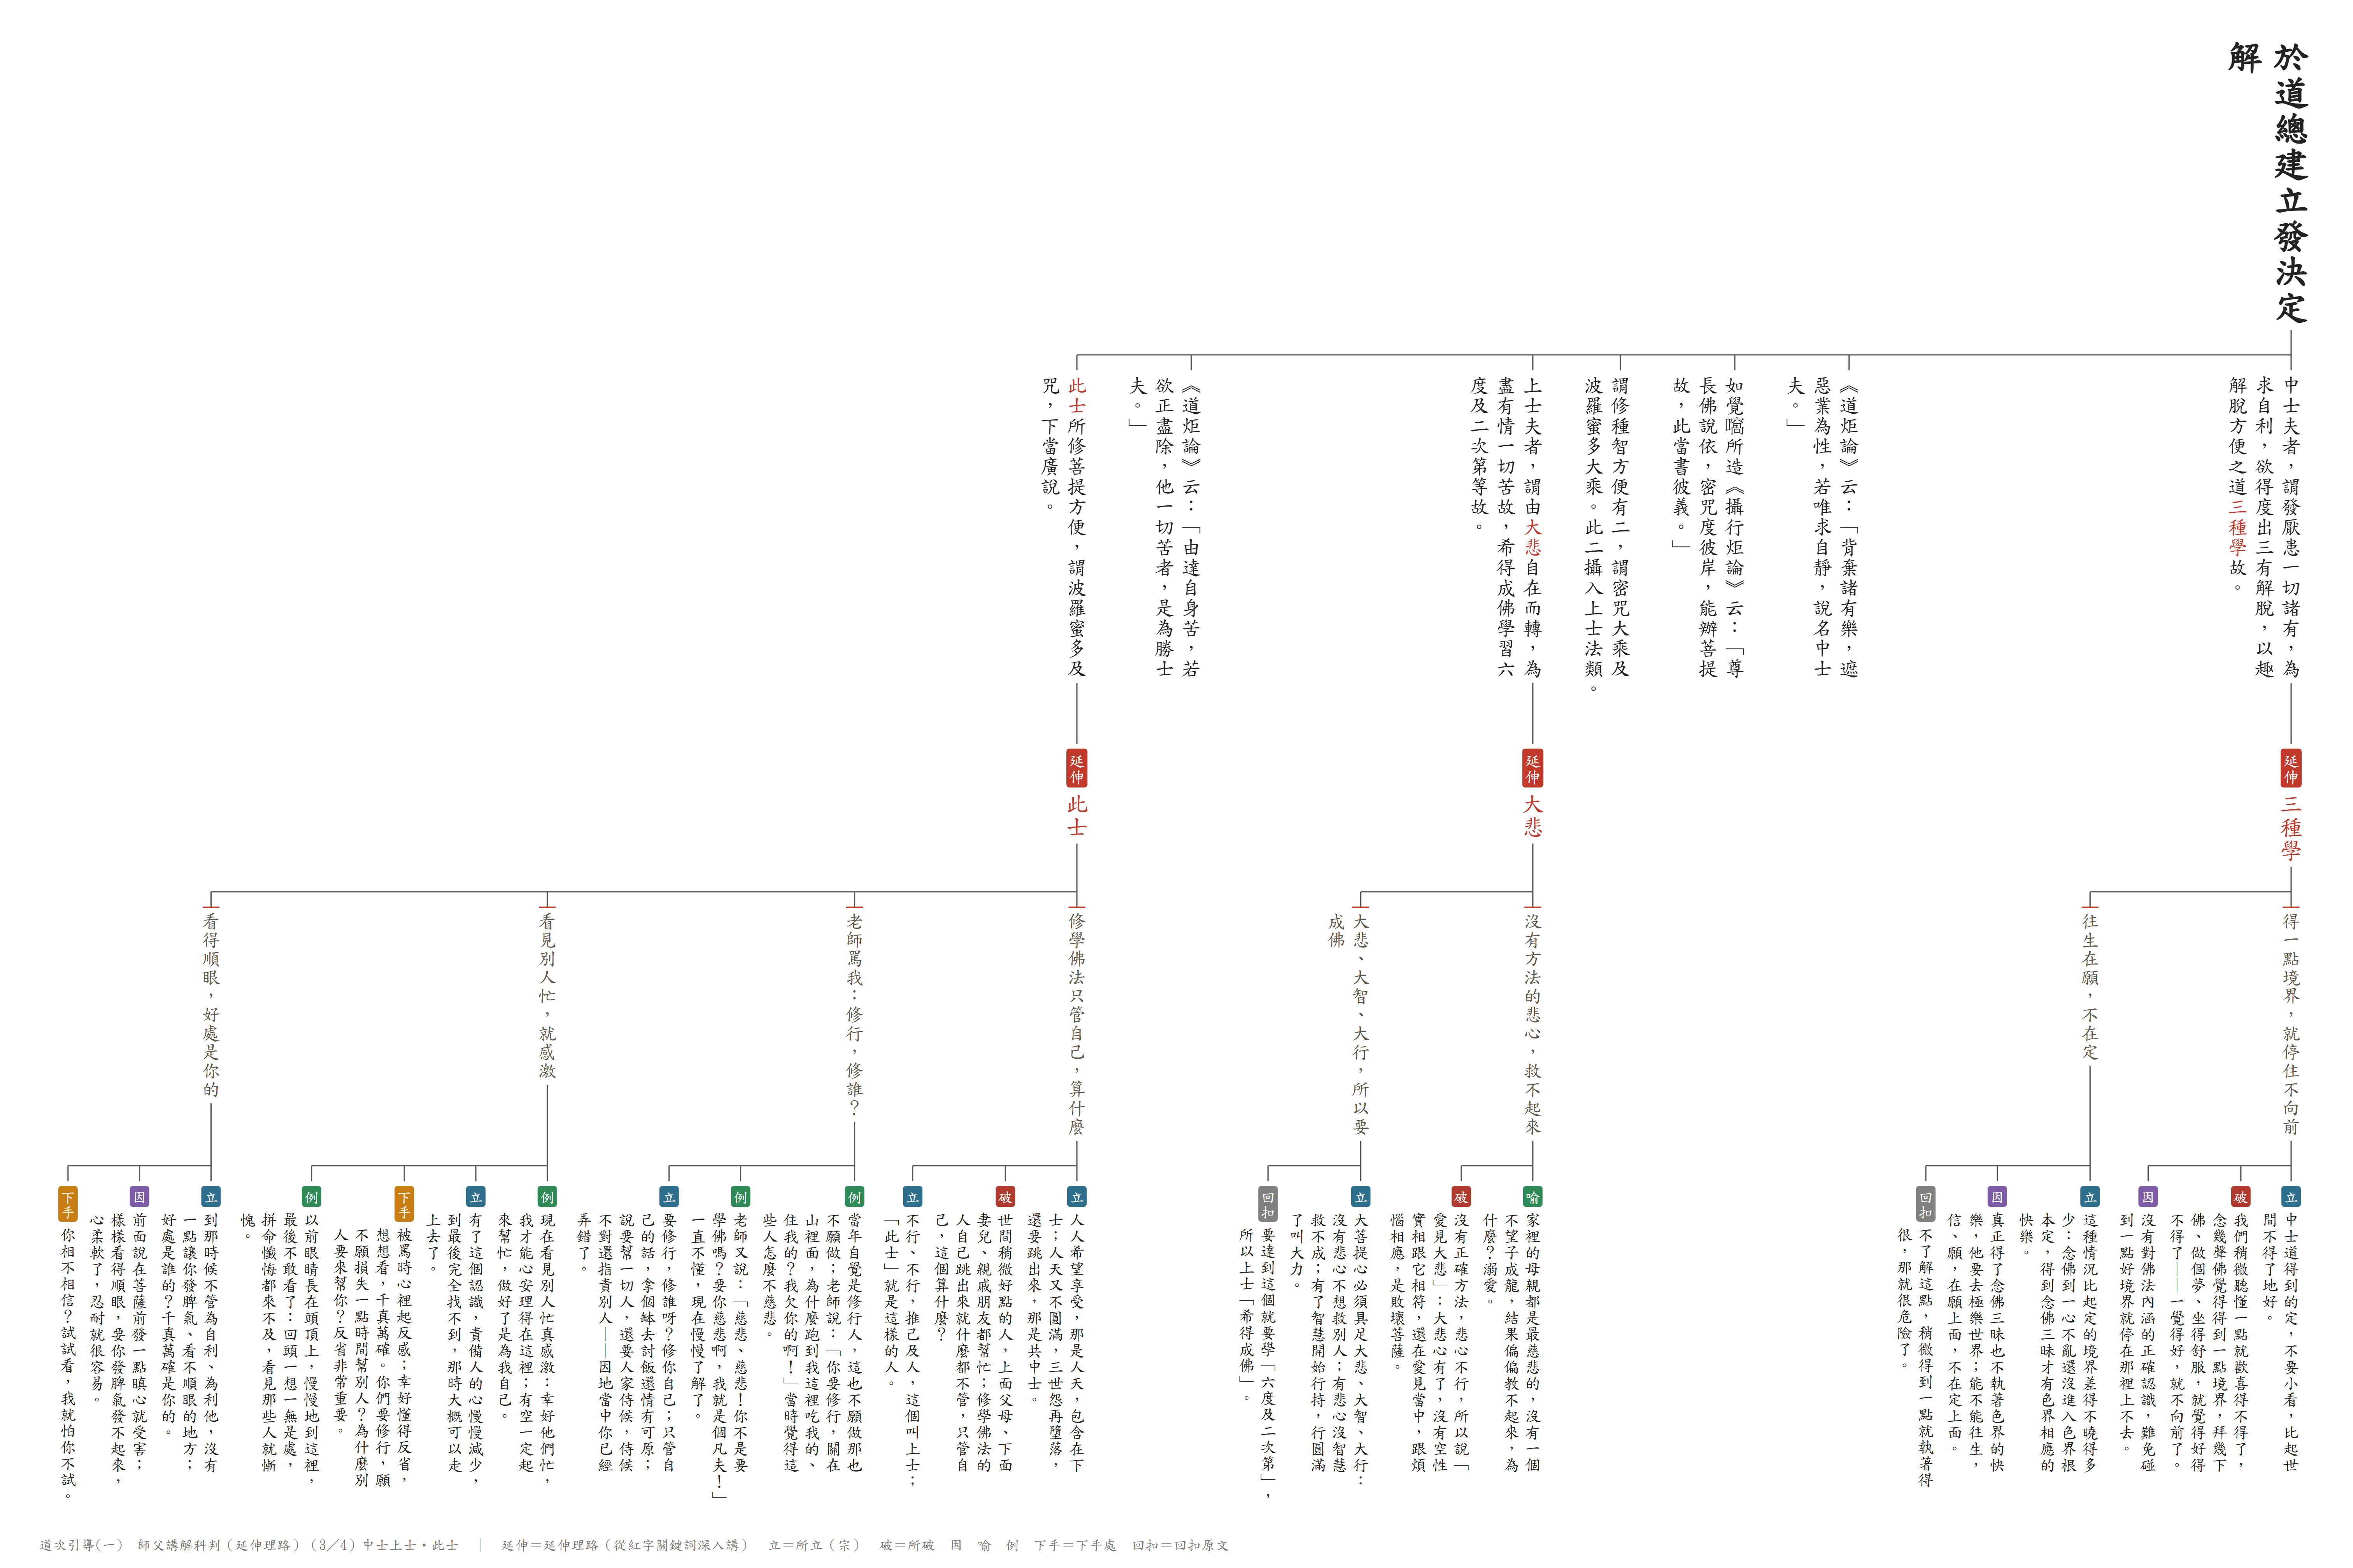 於道總建立發決定
解
中士夫者，謂發厭患一切諸有，為
求自利，欲得度出三有解脫，以趣
解脫方便之道三種學故。
《道炬論》云：「背棄諸有樂，遮
惡業為性，若唯求自靜，說名中士
夫。」
如覺𠿒所造《攝行炬論》云：「尊
長佛說依，密咒度彼岸，能辦菩提
故，此當書彼義。」
謂修種智方便有二，謂密咒大乘及
波羅蜜多大乘。此二攝入上士法類。
上士夫者，謂由大悲自在而轉，為
盡有情一切苦故，希得成佛學習六
度及二次第等故。
《道炬論》云：「由達自身苦，若
欲正盡除，他一切苦者，是為勝士
夫。」
此士所修菩提方便，謂波羅蜜多及
咒，下當廣說。
延伸
三種學
延伸
大悲
延伸
此士
得一點境界，就停住不向前
往生在願，不在定
沒有方法的悲心，救不起來
大悲、大智、大行，所以要
成佛
修學佛法只管自己，算什麼
老師罵我：修行，修誰？
看見別人忙，就感激
看得順眼，好處是你的
立
中士道得到的定，不要小看，比起世
間不得了地好。
破
我們稍微聽懂一點就歡喜得不得了，
念幾聲佛覺得得到一點境界，拜幾下
佛、做個夢、坐得舒服，就覺得好得
不得了——一覺得好，就不向前了。
因
沒有對佛法內涵的正確認識，難免碰
到一點好境界就停在那裡上不去。
立
這種情況比起定的境界差得不曉得多
少：念佛到一心不亂還沒進入色界根
本定，得到念佛三昧才有色界相應的
快樂。
因
真正得了念佛三昧也不執著色界的快
樂，他要去極樂世界；能不能往生，
信、願，在願上面，不在定上面。
回扣
不了解這點，稍微得到一點就執著得
很，那就很危險了。
喻
家裡的母親都是最慈悲的，沒有一個
不望子成龍，結果偏偏教不起來，為
什麼？溺愛。
破
沒有正確方法，悲心不行，所以說「
愛見大悲」：大悲心有了，沒有空性
實相跟它相符，還在愛見當中，跟煩
惱相應，是敗壞菩薩。
立
大菩提心必須具足大悲、大智、大行：
沒有悲心不想救別人；有悲心沒智慧
救不成；有了智慧開始行持，行圓滿
了叫大力。
回扣
要達到這個就要學「六度及二次第」，
所以上士「希得成佛」。
立
人人希望享受，那是人天，包含在下
士；人天又不圓滿，三世怨再墮落，
還要跳出來，那是共中士。
破
世間稍微好點的人，上面父母、下面
妻兒、親戚朋友都幫忙；修學佛法的
人自己跳出來就什麼都不管，只管自
己，這個算什麼？
立
不行、不行，推己及人，這個叫上士；
「此士」就是這樣的人。
例
當年自覺是修行人，這也不願做那也
不願做；老師說：「你要修行，關在
山裡面，為什麼跑到我這裡吃我的、
住我的？我欠你的啊！」當時覺得這
些人怎麼不慈悲。
例
老師又說：「慈悲、慈悲！你不是要
學佛嗎？要你慈悲啊，我就是個凡夫！」
一直不懂，現在慢慢了解了。
立
要修行，修誰呀？修你自己；只管自
己的話，拿個缽去討飯還情有可原；
說要幫一切人，還要人家侍候，侍候
不對還指責別人——因地當中你已經
弄錯了。
例
現在看見別人忙真感激：幸好他們忙，
我才能心安理得在這裡；有空一定起
來幫忙，做好了是為我自己。
立
有了這個認識，責備人的心慢慢減少，
到最後完全找不到，那時大概可以走
上去了。
下手
被罵時心裡起反感；幸好懂得反省，
想想看，千真萬確。你們要修行，願
不願損失一點時間幫別人？為什麼別
人要來幫你？反省非常重要。
例
以前眼睛長在頭頂上，慢慢地到這裡，
最後不敢看了：回頭一想一無是處，
拼命懺悔都來不及，看見那些人就慚
愧。
立
到那時候不管為自利、為利他，沒有
一點讓你發脾氣、看不順眼的地方；
好處是誰的？千真萬確是你的。
因
前面說在菩薩前發一點瞋心就受害；
樣樣看得順眼，要你發脾氣發不起來，
心柔軟了，忍耐就很容易。
下手
你相不相信？試試看，我就怕你不試。
道次引導(一)　師父講解科判（延伸理路）（3／4）中士上士・此士　｜　延伸＝延伸理路（從紅字關鍵詞深入講）　立＝所立（宗）　破＝所破　因　喻　例　下手＝下手處　回扣＝回扣原文